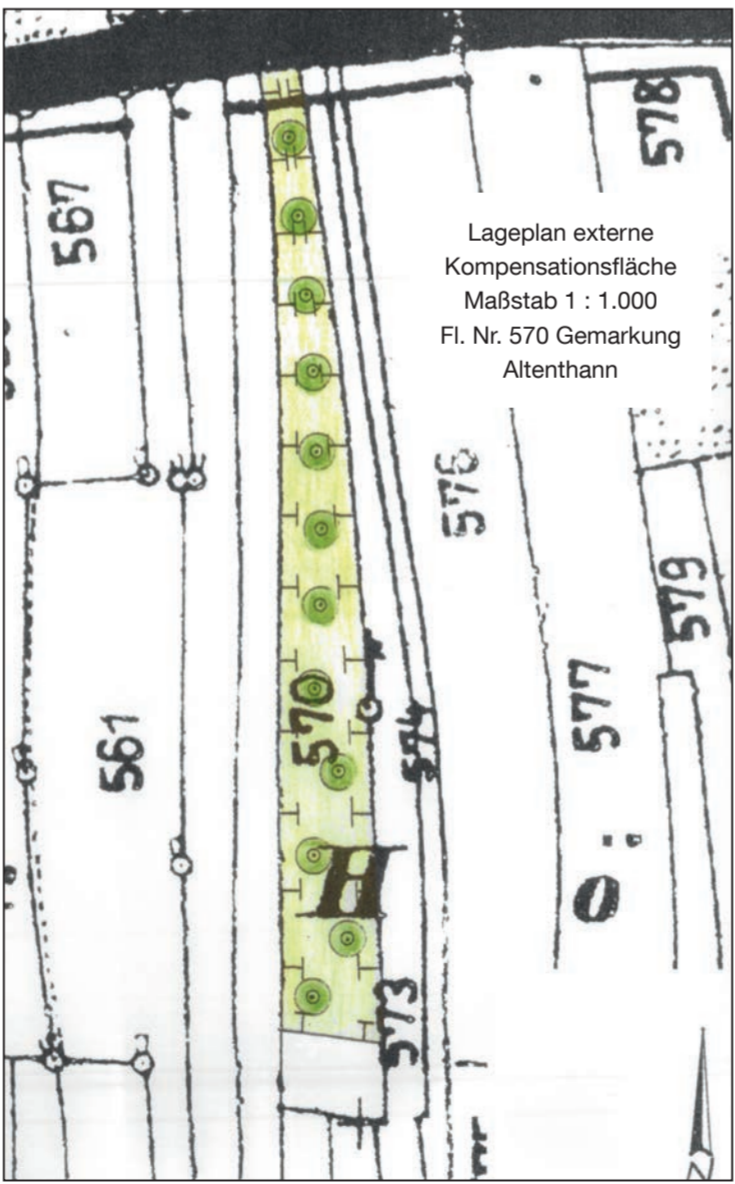 578
567
Lageplan externe
Kompensationsfläche
Maßstab 1 : 1.000
Fl. Nr. 570 Gemarkung
Altenthann
576
579
570
577
574
561
H
573
N